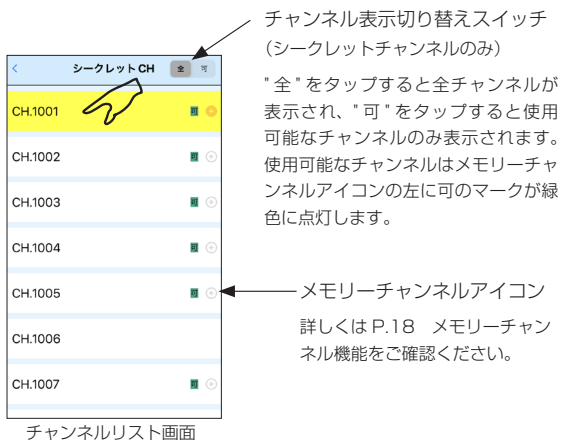 チャンネル表示切り替えスイッチ
（シークレットチャンネルのみ）
"全"をタップすると全チャンネルが
表示され、"可"をタップすると使用
可能なチャンネルのみ表示されます。
使用可能なチャンネルはメモリーチャ
ンネルアイコンの左に可のマークが緑
色に点灯します。
< シークレットCH 全 可
CH.1001 可
CH.1002 可
CH.1003 可
CH.1004 可
CH.1005 可
CH.1006
CH.1007 可
メモリーチャンネルアイコン
詳しくは P.18　メモリーチャン
ネル機能をご確認ください。
チャンネルリスト画面